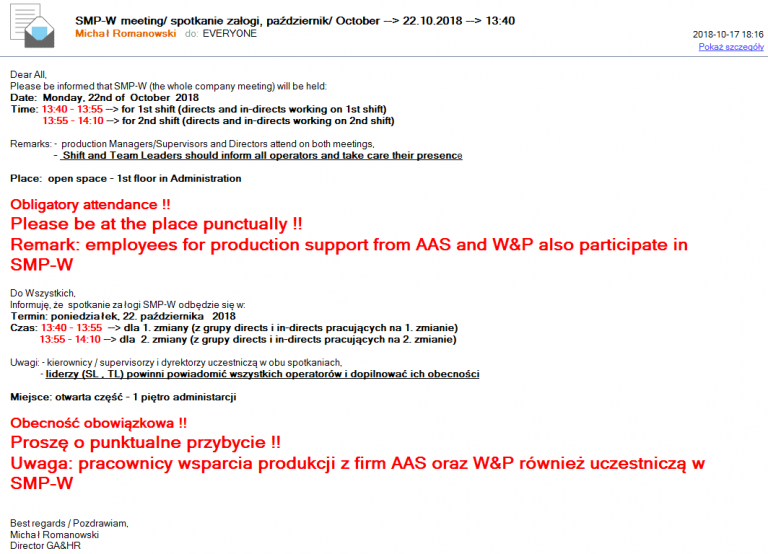 SMP-W meeting/ spotkanie załogi, październik/ October --> 22.10.2018 --> 13:40
Michał Romanowski do: EVERYONE
2018-10-17 18:16
Pokaż szczegóły
Dear All,
Please be informed that SMP-W (the whole company meeting) will be held:
Date: Monday, 22nd of October 2018
Time: 13:40 - 13:55 --> for 1st shift (directs and in-directs working on 1st shift)
13:55 - 14:10 --> for 2nd shift (directs and in-directs working on 2nd shift)
Remarks: - production Managers/Supervisors and Directors attend on both meetings,
- Shift and Team Leaders should inform all operators and take care their presence
Place: open space - 1st floor in Administration
Obligatory attendance !!
Please be at the place punctually !!
Remark: employees for production support from AAS and W&P also participate in
SMP-W
Do Wszystkich,
Informuję, że spotkanie załogi SMP-W odbędzie się w:
Termin: poniedziałek, 22. października 2018
Czas: 13:40 - 13:55 --> dla 1. zmiany (z grupy directs i in-directs pracujących na 1. zmianie)
13:55 - 14:10 --> dla 2. zmiany (z grupy directs i in-directs pracujących na 2. zmianie)
Uwagi: - kierownicy / supervisorzy i dyrektorzy uczestniczą w obu spotkaniach,
- liderzy (SL , TL) powinni powiadomić wszystkich operatorów i dopilnować ich obecności
Miejsce: otwarta część - 1 piętro administarcji
Obecność obowiązkowa !!
Proszę o punktualne przybycie !!
Uwaga: pracownicy wsparcia produkcji z firm AAS oraz W&P również uczestniczą w
SMP-W
Best regards / Pozdrawiam,
Michał Romanowski
Director GA&HR